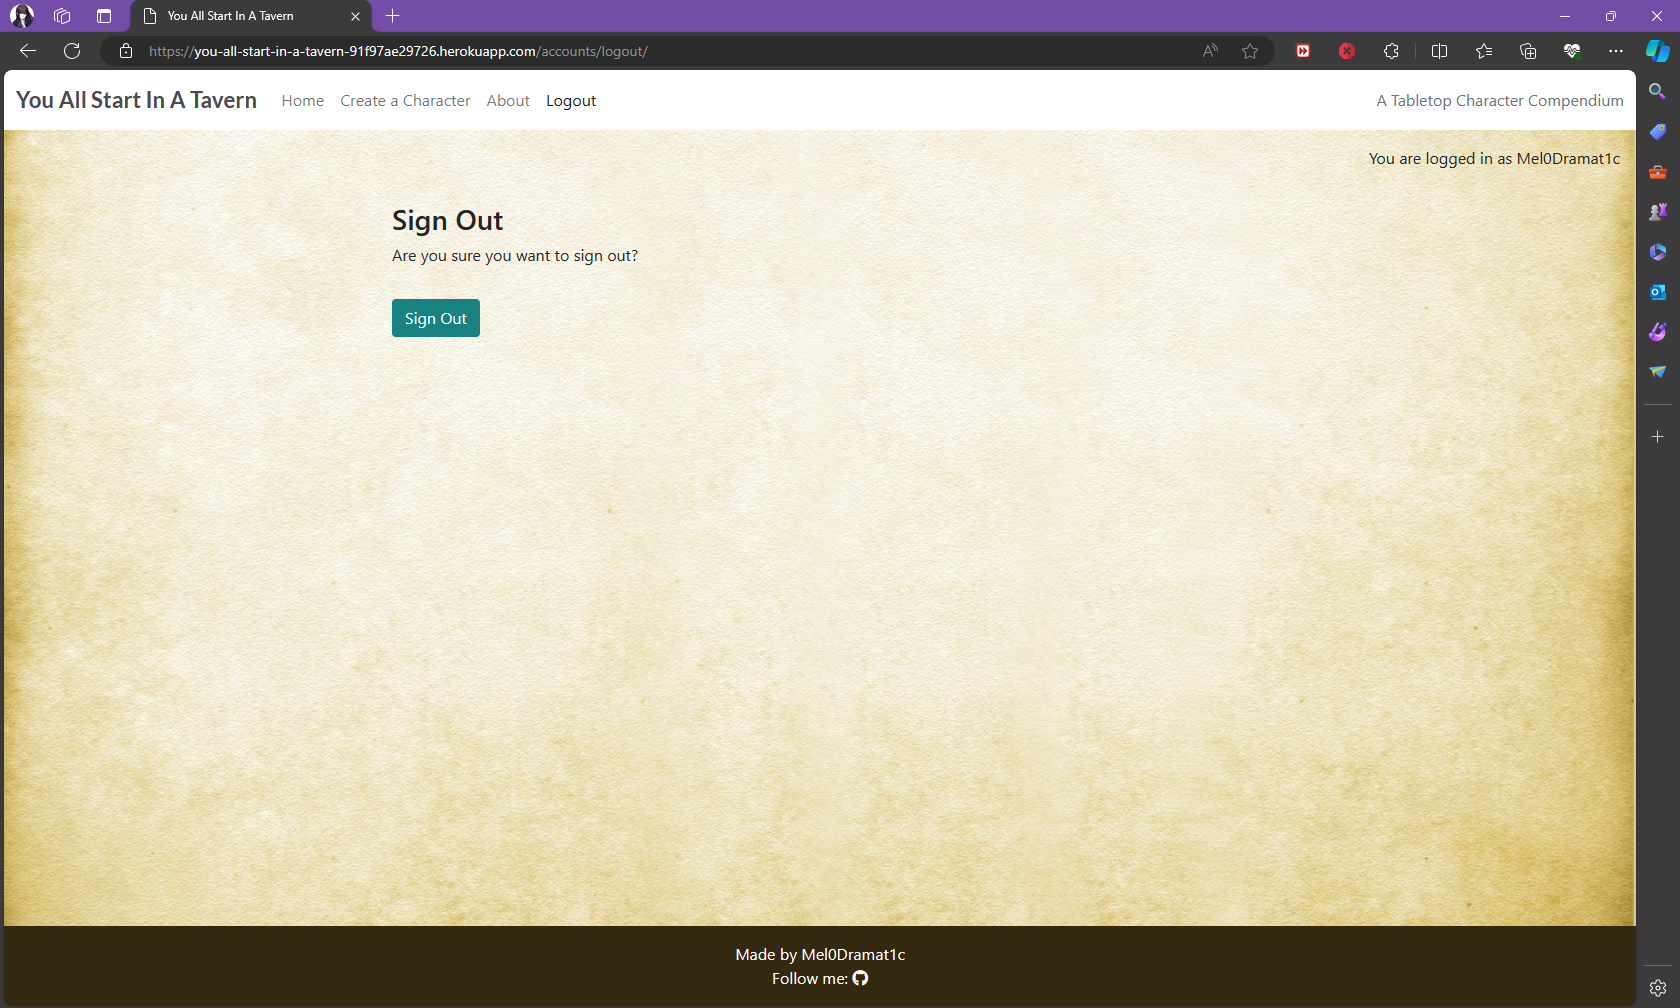 You All Start In A Tavern
https://you-all-start-in-a-tavern-91f97ae29726.herokuapp.com/accounts/logout/
You All Start In A Tavern Home Create a Character About Logout A Tabletop Character Compendium
You are logged in as Mel0Dramat1c
Sign Out
Are you sure you want to sign out?
Sign Out
Made by Mel0Dramat1c
Follow me: